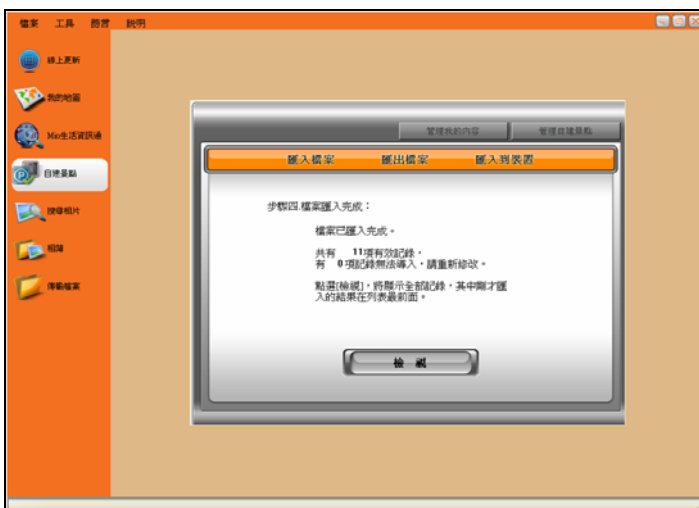 檔案 工具 語言 說明
線上更新
我的地圖
Mio生活資訊通
自建景點
搜尋相片
相簿
傳輸檔案
管理我的內容 管理自建景點
匯入檔案 匯出檔案 匯入到裝置
步驟四.檔案匯入完成：
檔案已匯入完成。
共有 11項有效記錄，
有 0 項記錄無法導入，請重新修改。
點選[檢視]，將顯示全部記錄，其中剛才匯
入的結果在列表最前面。
檢 視